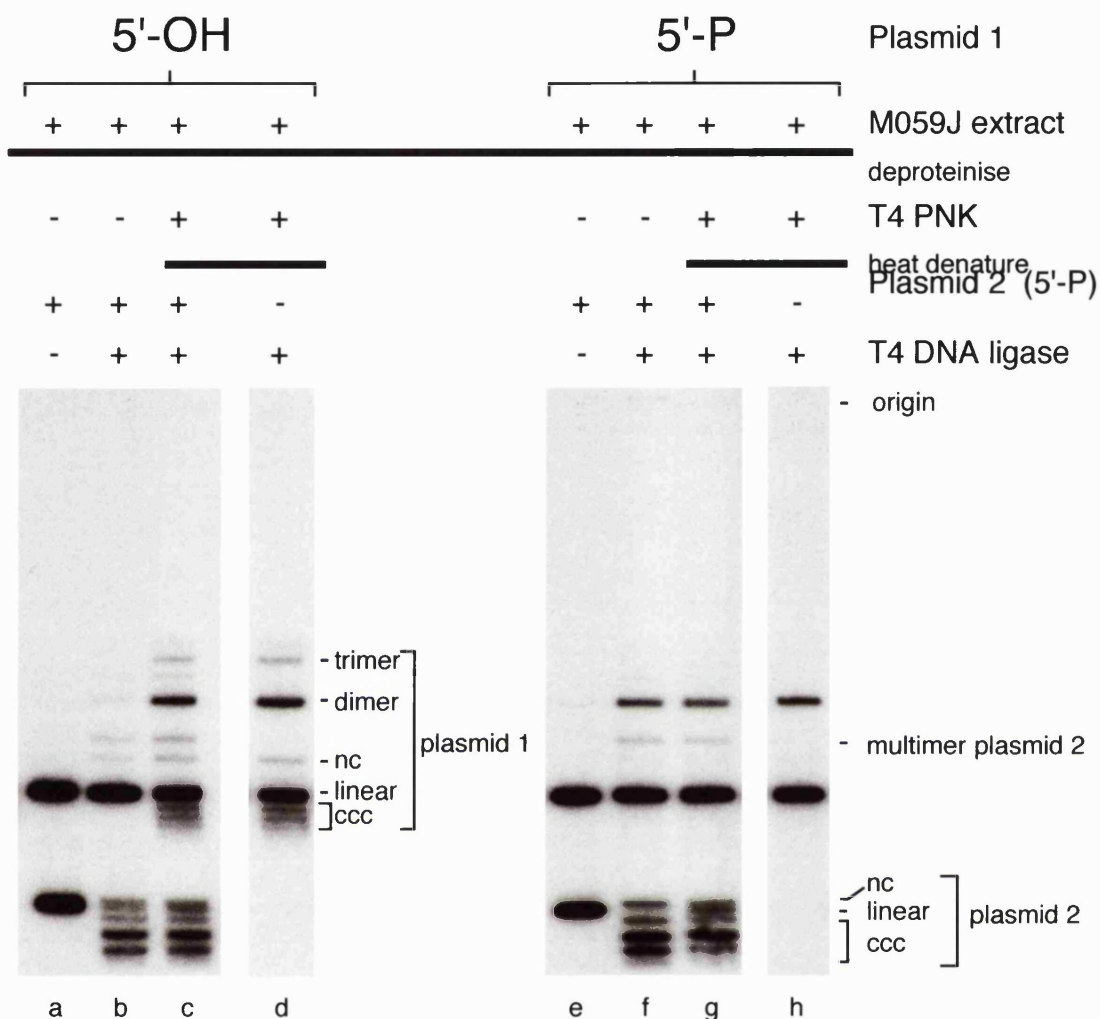 5'-OH 5'-P Plasmid 1
+ + + + + + + + M059J extract
deproteinise
- - + + - - + + T4 PNK
heat denature
+ + + - + + + - Plasmid 2 (5'-P)
- + + + - + + + T4 DNA ligase
- origin
- trimer
- dimer
plasmid 1
- multimer plasmid 2
- nc
- linear
ccc
nc
- linear
plasmid 2
ccc
a b c d e f g h